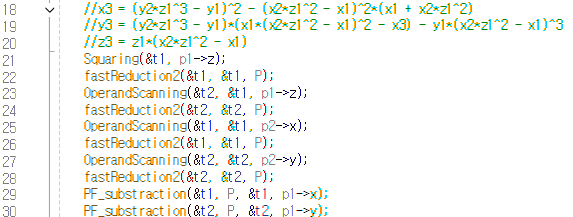 18 //x3 = (y2*z1^3 - y1)^2 - (x2*z1^2 - x1)^2*(x1 + x2*z1^2)
19 //y3 = (y2*z1^3 - y1)*(x1*(x2*z1^2 - x1)^2 - x3) - y1*(x2*z1^2 - x1)^3
20 //z3 = z1*(x2*z1^2 - x1)
21 Squaring(&t1, p1->z);
22 fastReduction2(&t1, &t1, P);
23 OperandScanning(&t2, &t1, p1->z);
24 fastReduction2(&t2, &t2, P);
25 OperandScanning(&t1, &t1, p2->x);
26 fastReduction2(&t1, &t1, P);
27 OperandScanning(&t2, &t2, p2->y);
28 fastReduction2(&t2, &t2, P);
29 PF_substraction(&t1, P, &t1, p1->x);
30 PF_substraction(&t2, P, &t2, p1->y);